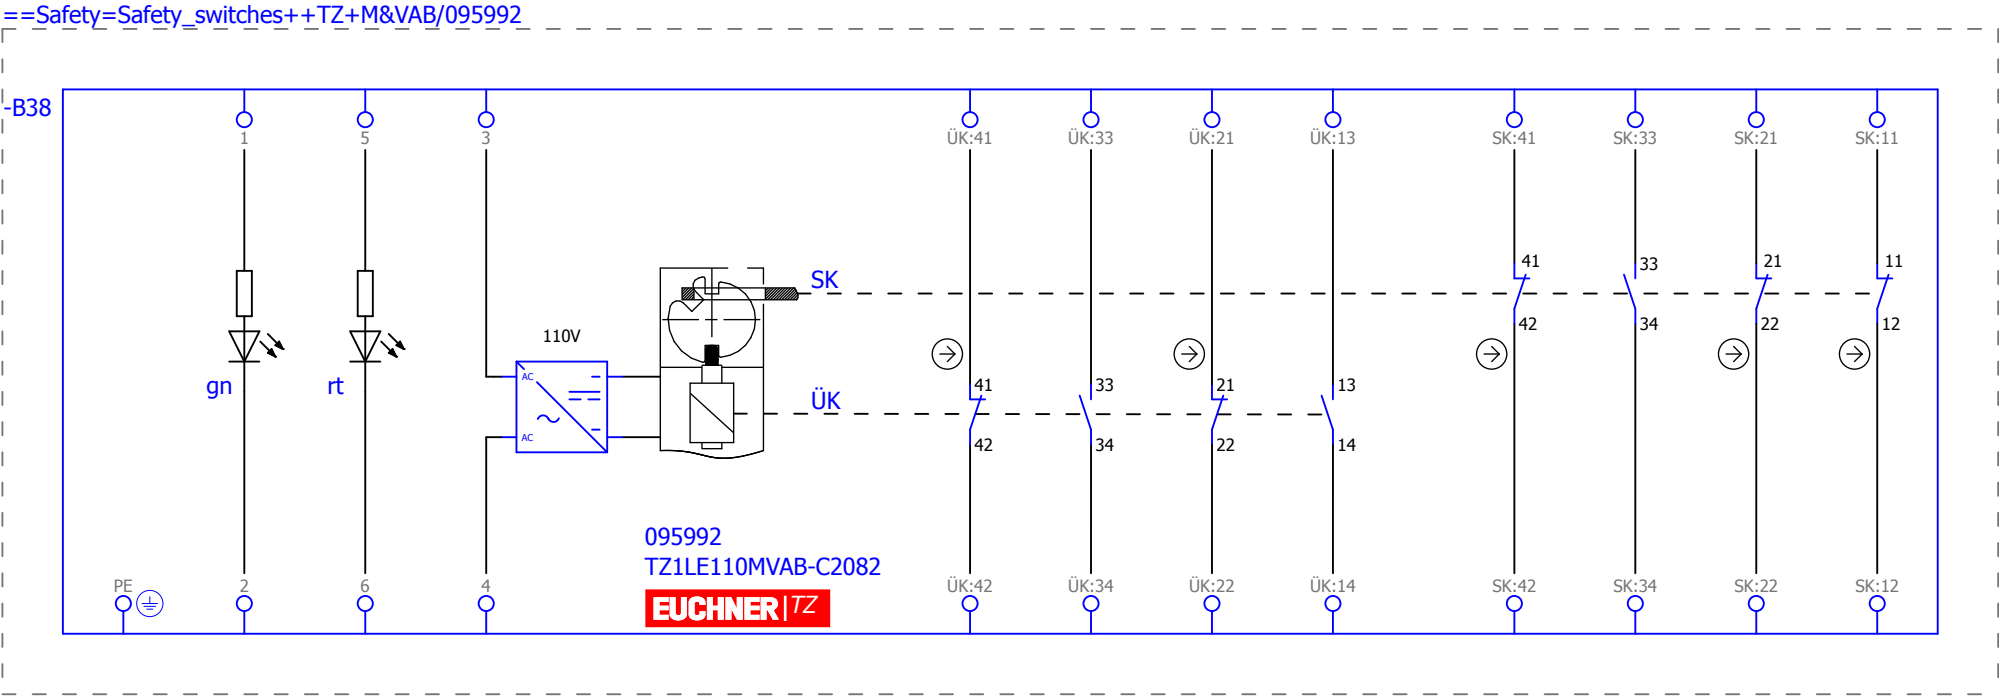 ==Safety=Safety_switches++TZ+M&VAB/095992
-B38
1 5 3 ÜK:41 ÜK:33 ÜK:21 ÜK:13 SK:41 SK:33 SK:21 SK:11
SK
41 33 21 11
42 34 22 12
110V
AC
AC
gn rt
ÜK
41 33 21 13
42 34 22 14
095992
TZ1LE110MVAB-C2082
EUCHNER TZ
PE 2 6 4 ÜK:42 ÜK:34 ÜK:22 ÜK:14 SK:42 SK:34 SK:22 SK:12